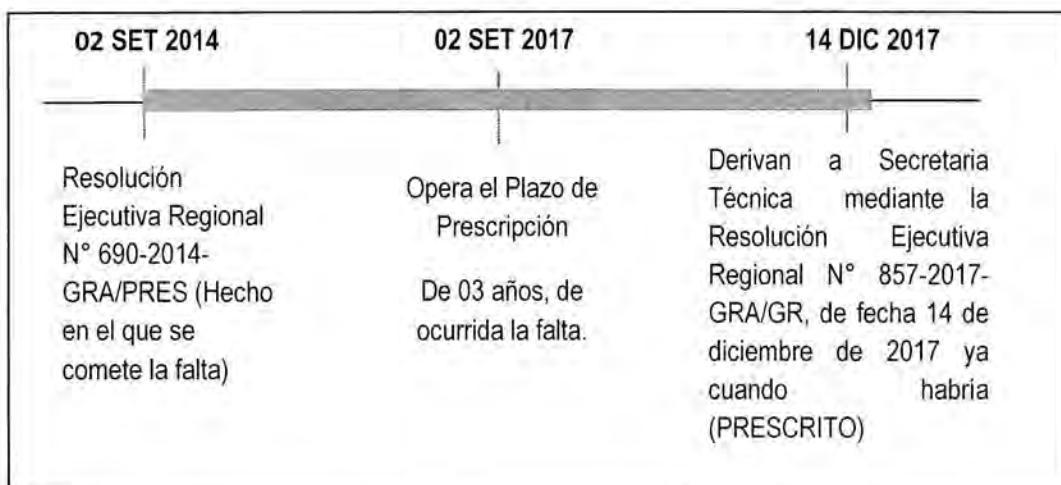 02 SET 2014
02 SET 2017
14 DIC 2017
Resolución
Ejecutiva Regional
N° 690-2014-
GRA/PRES (Hecho
en el que se
comete la falta)
Opera el Plazo de
Prescripción
De 03 años, de
ocurrida la falta.
Derivan a Secretaria
Técnica mediante la
Resolución Ejecutiva
Regional N° 857-2017-
GRA/GR, de fecha 14 de
diciembre de 2017 ya
cuando habría
(PRESCRITO)